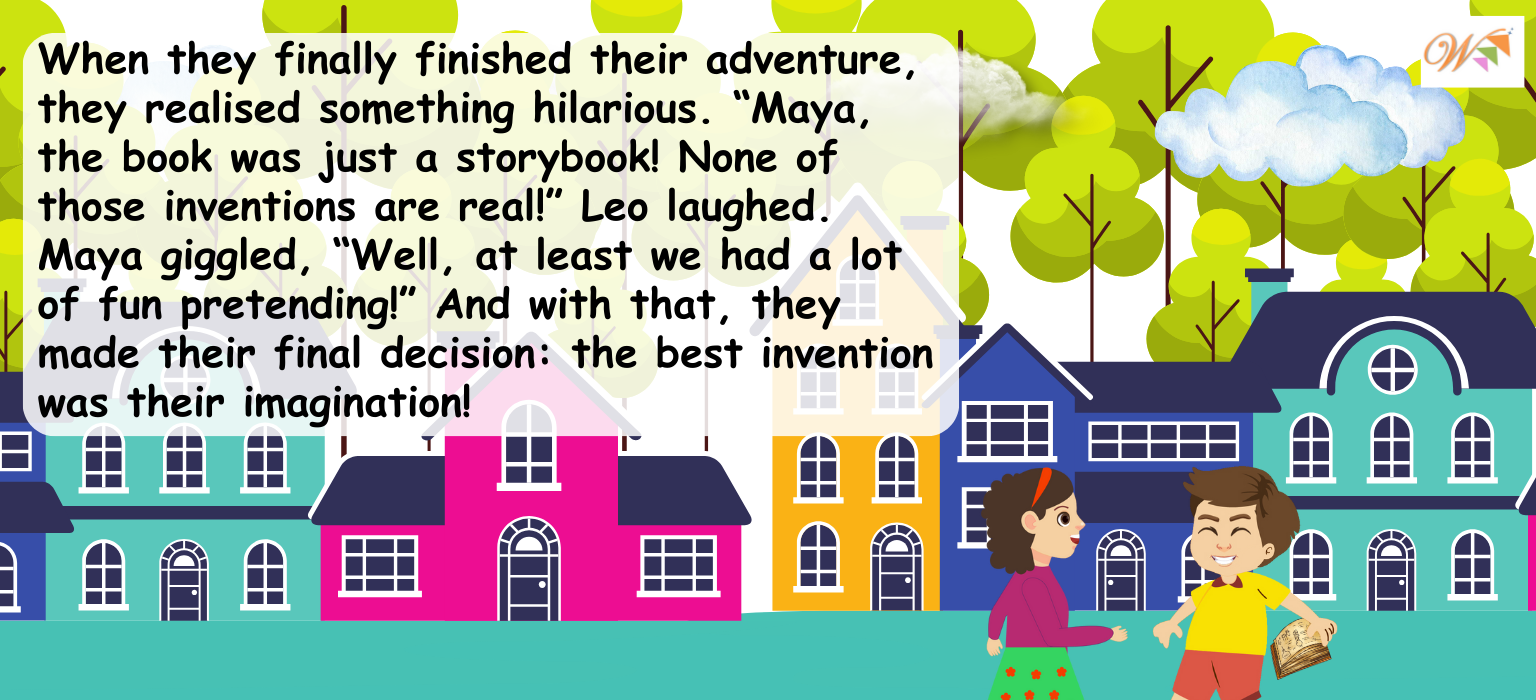 When they finally finished their adventure,
they realised something hilarious. “Maya,
the book was just a storybook! None of
those inventions are real!” Leo laughed.
Maya giggled, “Well, at least we had a lot
of fun pretending!” And with that, they
made their final decision: the best invention
was their imagination!
W